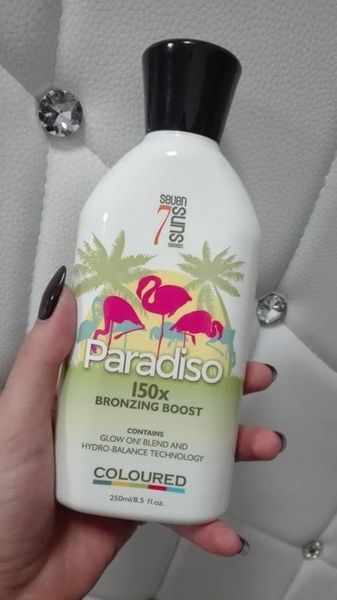 seven
7
suns
Paradiso
150x
BRONZING BOOST
CONTAINS
GLOW ON! BLEND AND
HYDRO-BALANCE TECHNOLOGY
COLOURED
250ml/8.5 fl.oz.